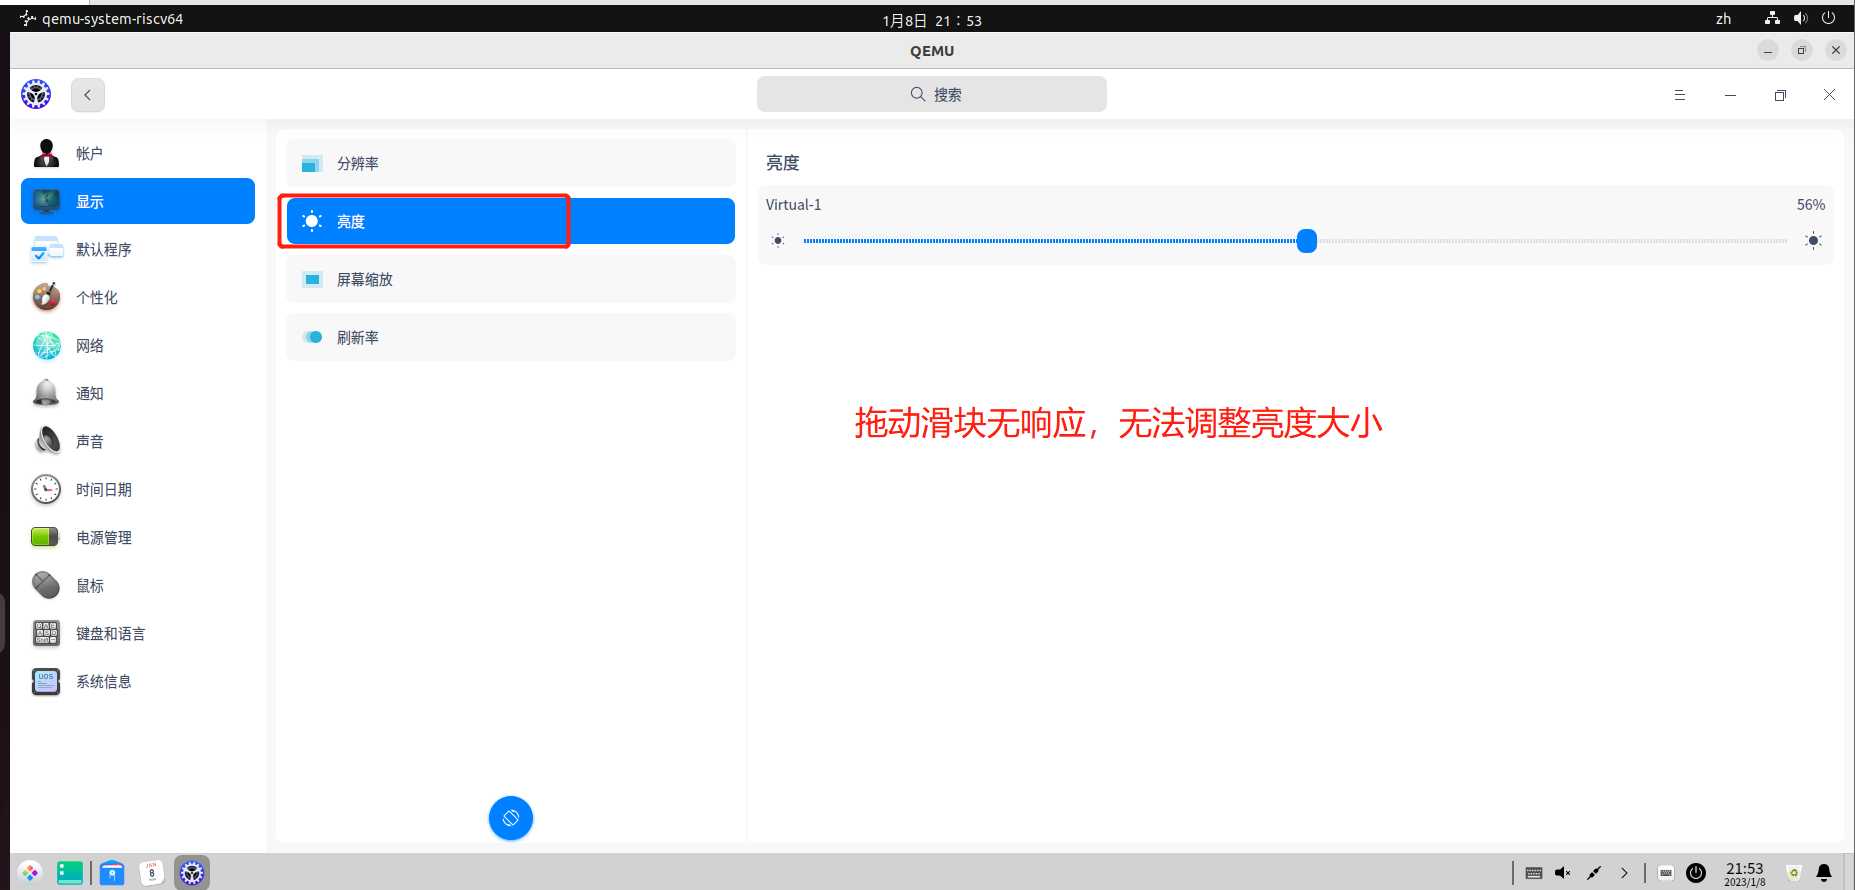 qemu-system-riscv64
1月8日 21：53
zh
QEMU
搜索
帐户
显示
默认程序
个性化
网络
通知
声音
时间日期
电源管理
鼠标
键盘和语言
系统信息
分辨率
亮度
屏幕缩放
刷新率
亮度
Virtual-1
56%
拖动滑块无响应，无法调整亮度大小
UOS
JAN
8
21:53
2023/1/8